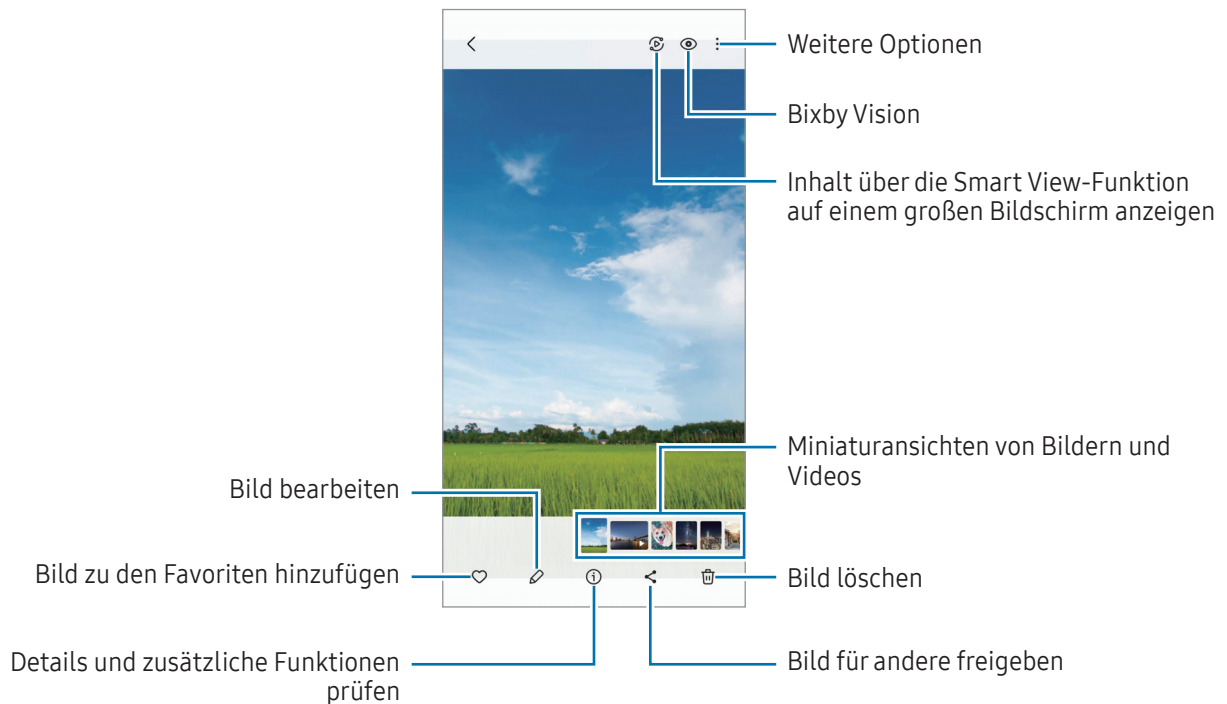 Weitere Optionen
Bixby Vision
Inhalt über die Smart View-Funktion
auf einem großen Bildschirm anzeigen
Miniaturansichten von Bildern und
Videos
Bild bearbeiten
Bild zu den Favoriten hinzufügen
Bild löschen
Details und zusätzliche Funktionen
prüfen
Bild für andere freigeben